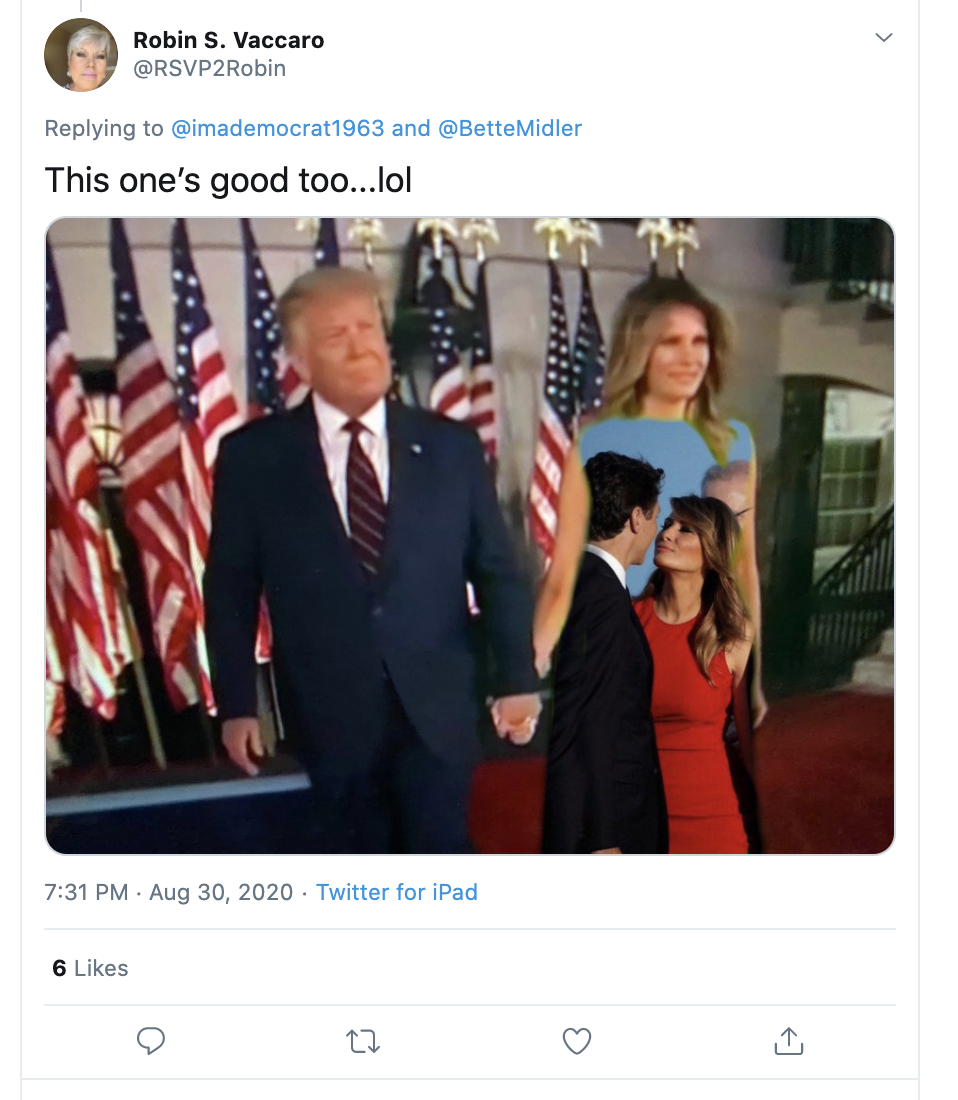 Robin S. Vaccaro
@RSVP2Robin
Replying to @imademocrat1963 and @BetteMidler
This one’s good too...lol
7:31 PM · Aug 30, 2020 · Twitter for iPad
6 Likes